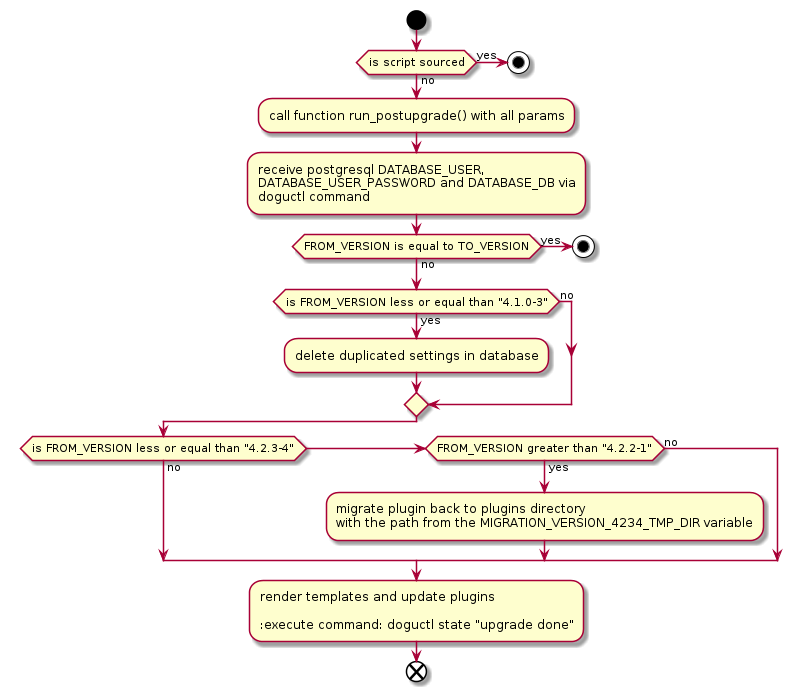 is script sourced
yes
no
call function run_postupgrade() with all params
receive postgresql DATABASE_USER,
DATABASE_USER_PASSWORD and DATABASE_DB via
doguctl command
FROM_VERSION is equal to TO_VERSION
yes
no
is FROM_VERSION less or equal than "4.1.0-3"
no
yes
delete duplicated settings in database
is FROM_VERSION less or equal than "4.2.3-4"
no
FROM_VERSION greater than "4.2.2-1"
no
yes
migrate plugin back to plugins directory
with the path from the MIGRATION_VERSION_4234_TMP_DIR variable
render templates and update plugins
:execute command: doguctl state "upgrade done"